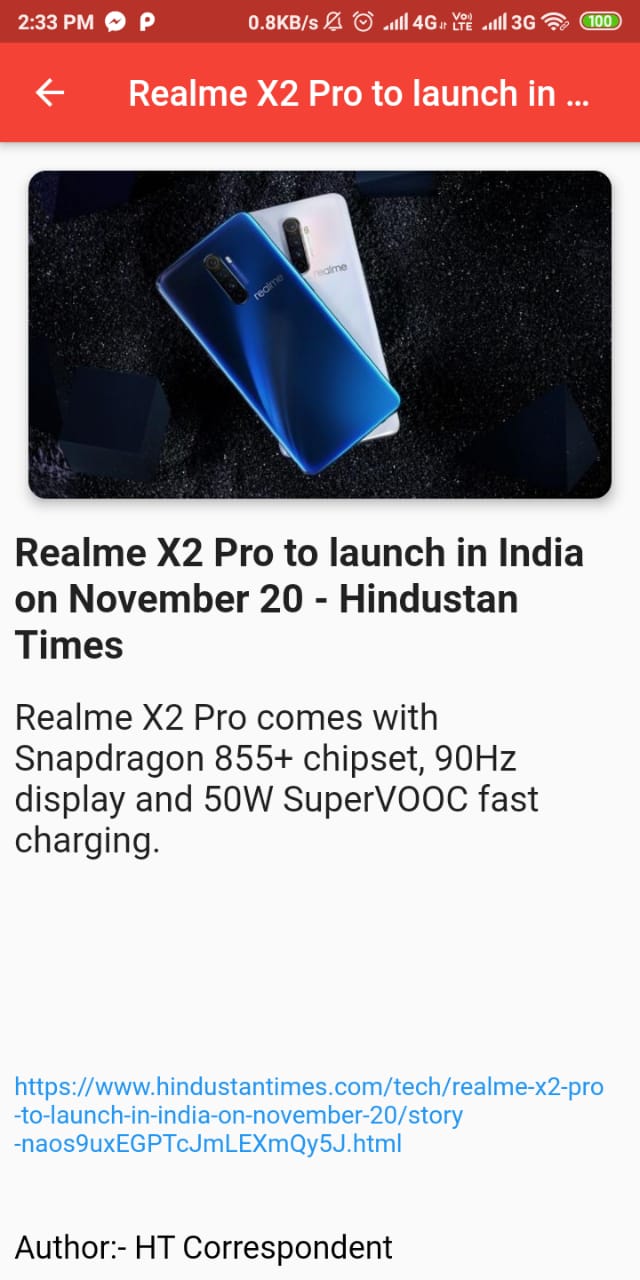 2:33 PM 0.8KB/s 4G VoD LTE 3G 100
Realme X2 Pro to launch in ...
realme
realme
Realme X2 Pro to launch in India
on November 20 - Hindustan
Times
Realme X2 Pro comes with
Snapdragon 855+ chipset, 90Hz
display and 50W SuperVOOC fast
charging.
https://www.hindustantimes.com/tech/realme-x2-pro
-to-launch-in-india-on-november-20/story
-naos9uxEGPTcJmLEXmQy5J.html
Author:- HT Correspondent